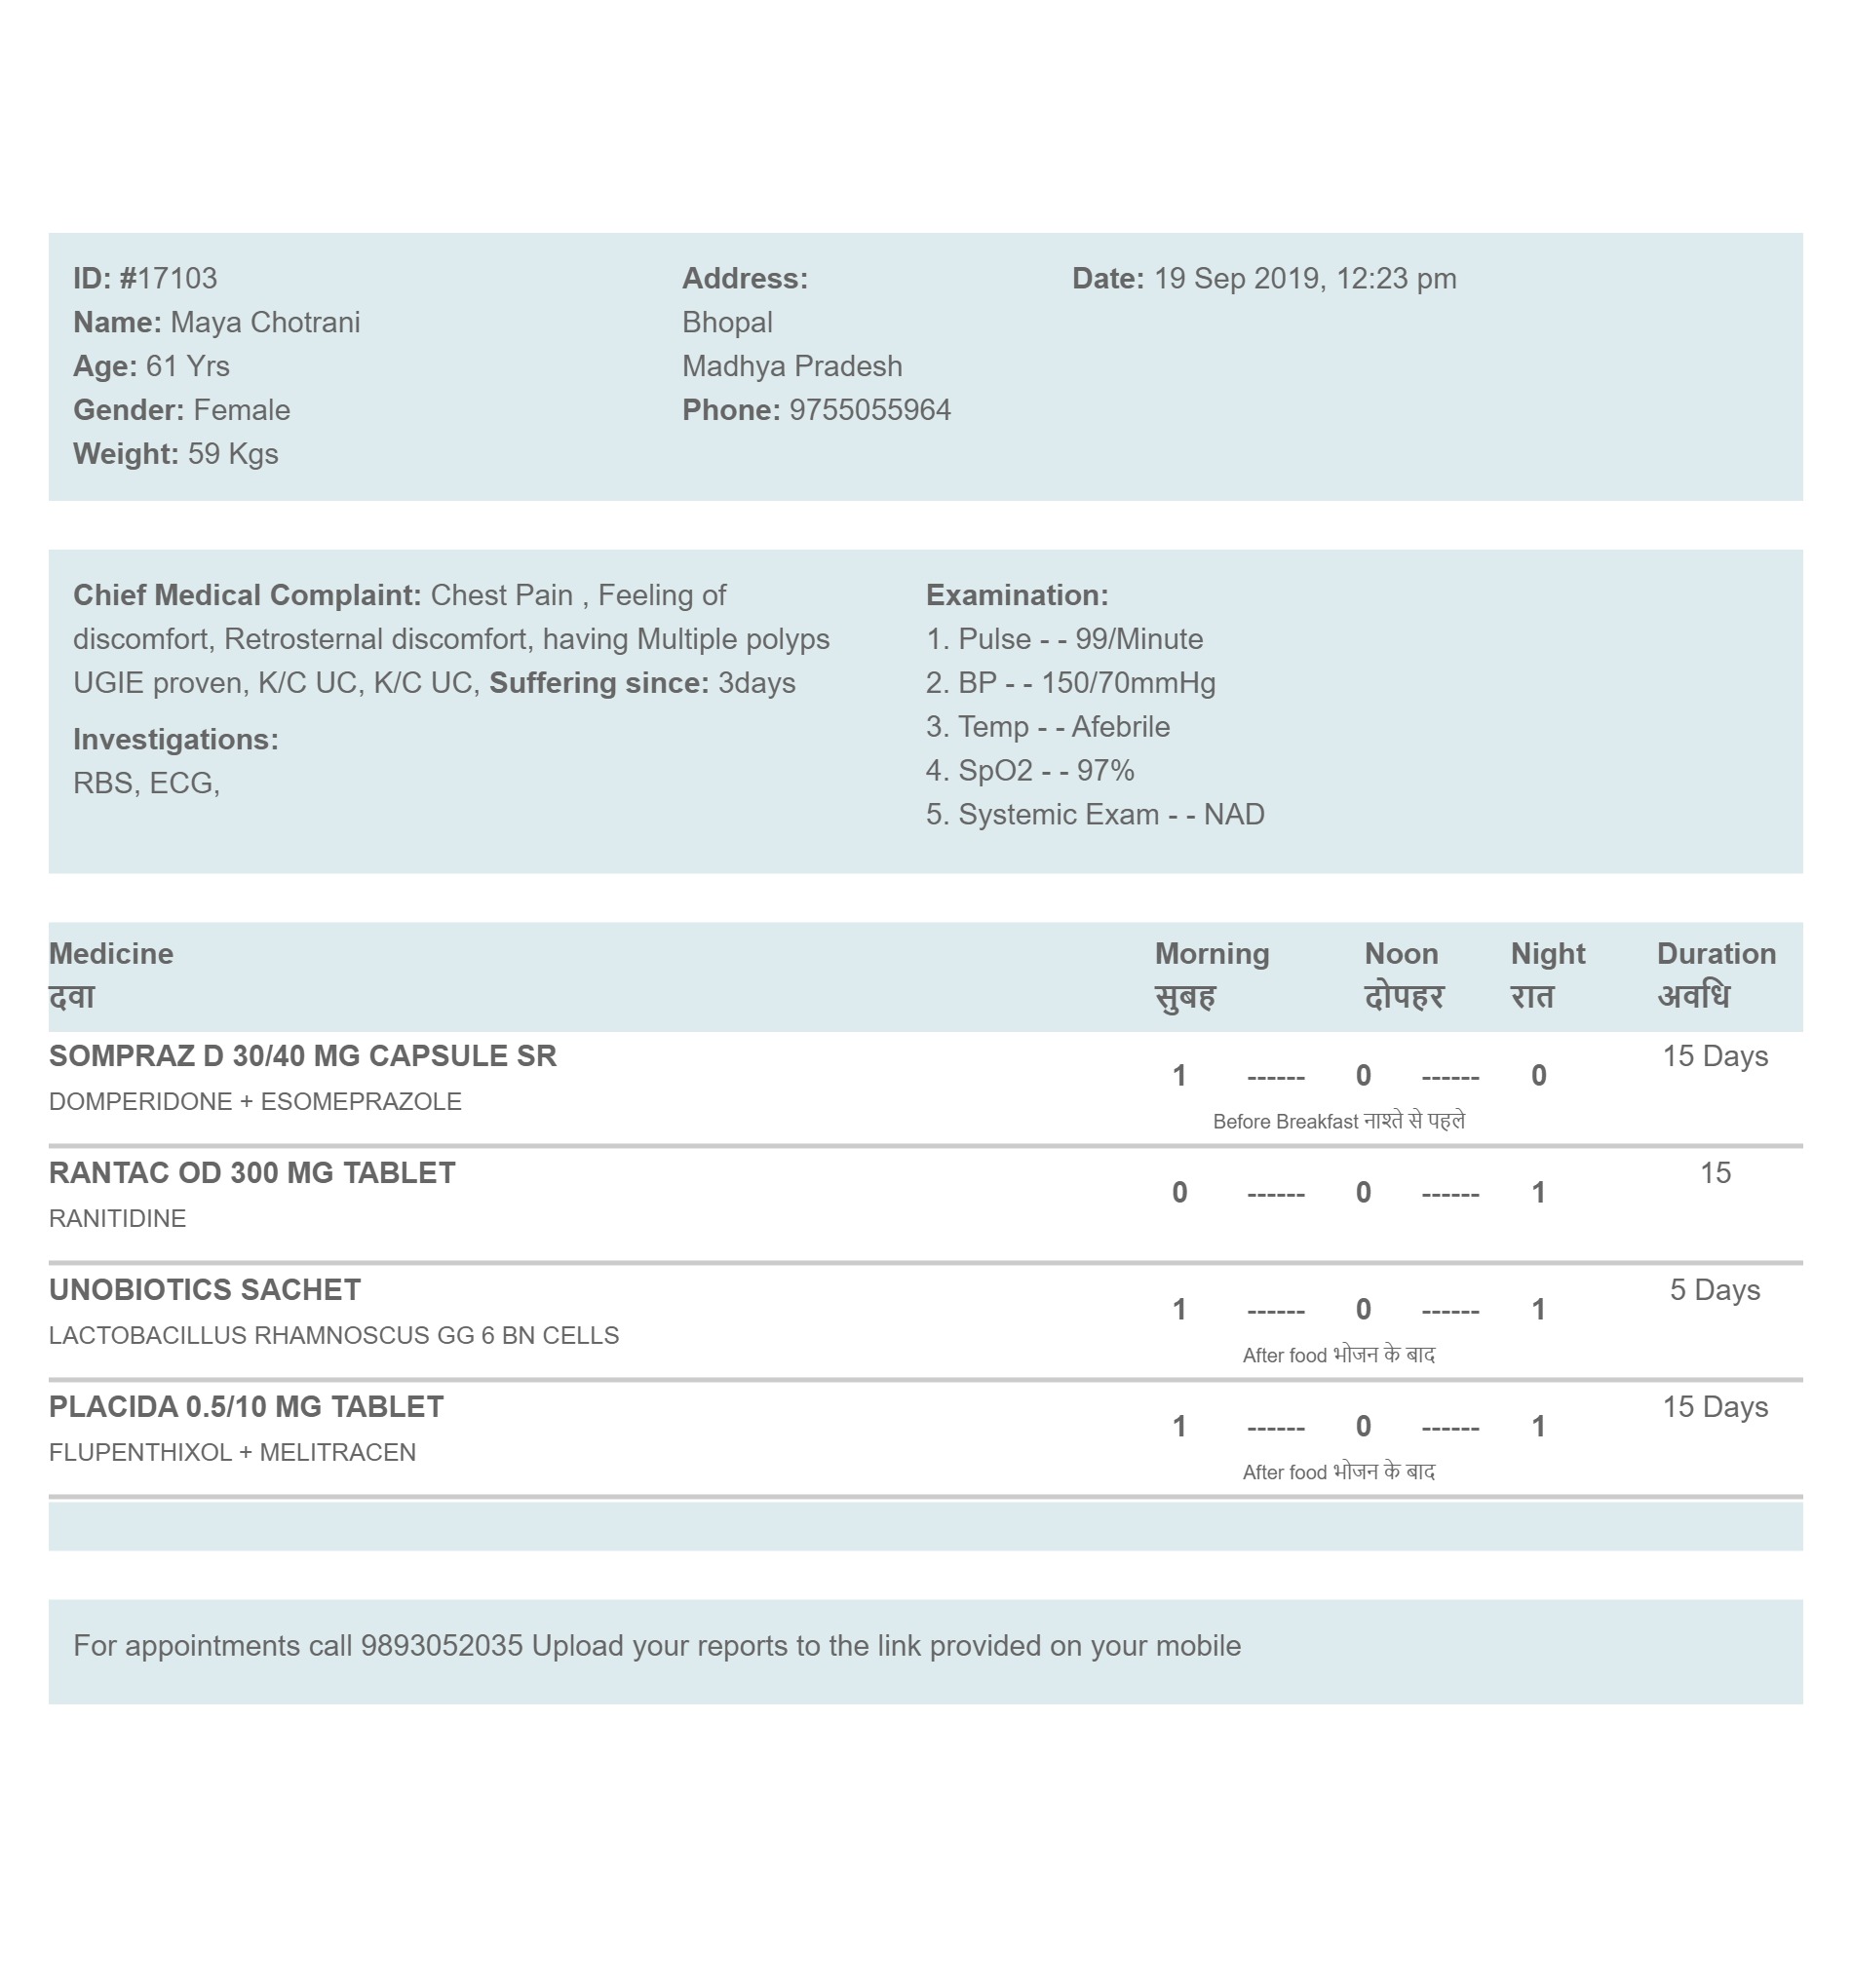 ID: #17103
Name: Maya Chotrani
Age: 61 Yrs
Gender: Female
Weight: 59 Kgs
Address:
Bhopal
Madhya Pradesh
Phone: 9755055964
Date: 19 Sep 2019, 12:23 pm
Chief Medical Complaint: Chest Pain , Feeling of
discomfort, Retrosternal discomfort, having Multiple polyps
UGIE proven, K/C UC, K/C UC, Suffering since: 3days
Investigations:
RBS, ECG,
Examination:
1. Pulse - - 99/Minute
2. BP - - 150/70mmHg
3. Temp - - Afebrile
4. SpO2 - - 97%
5. Systemic Exam - - NAD
Medicine Morning Noon Night Duration
दवा सुबह दोपहर रात अवधि
SOMPRAZ D 30/40 MG CAPSULE SR 1 ------ 0 ------ 0 15 Days
DOMPERIDONE + ESOMEPRAZOLE
Before Breakfast नाश्ते से पहले
RANTAC OD 300 MG TABLET 0 ------ 0 ------ 1 15
RANITIDINE
UNOBIOTICS SACHET 1 ------ 0 ------ 1 5 Days
LACTOBACILLUS RHAMNOSCUS GG 6 BN CELLS
After food भोजन के बाद
PLACIDA 0.5/10 MG TABLET 1 ------ 0 ------ 1 15 Days
FLUPENTHIXOL + MELITRACEN
After food भोजन के बाद
For appointments call 9893052035 Upload your reports to the link provided on your mobile